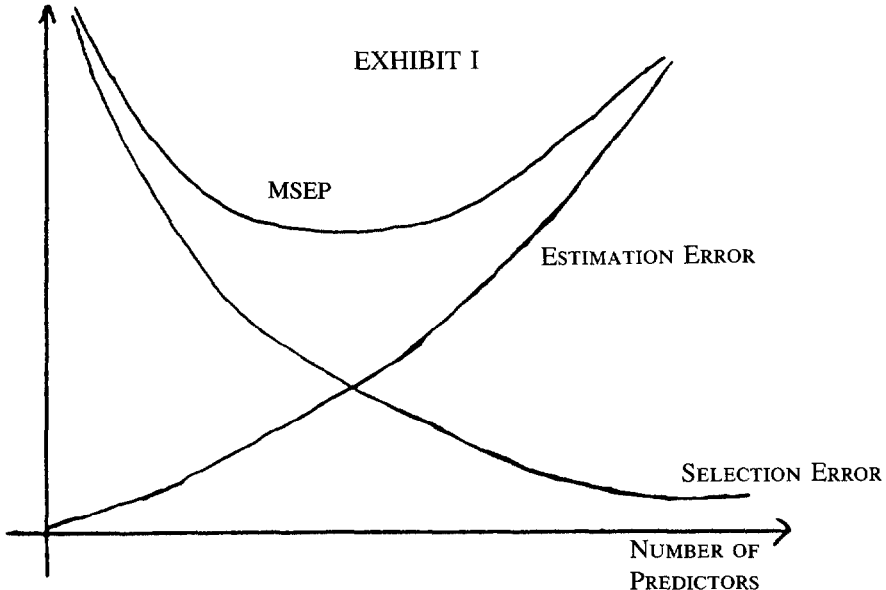 EXHIBIT I
MSEP
ESTIMATION ERROR
SELECTION ERROR
NUMBER OF
PREDICTORS